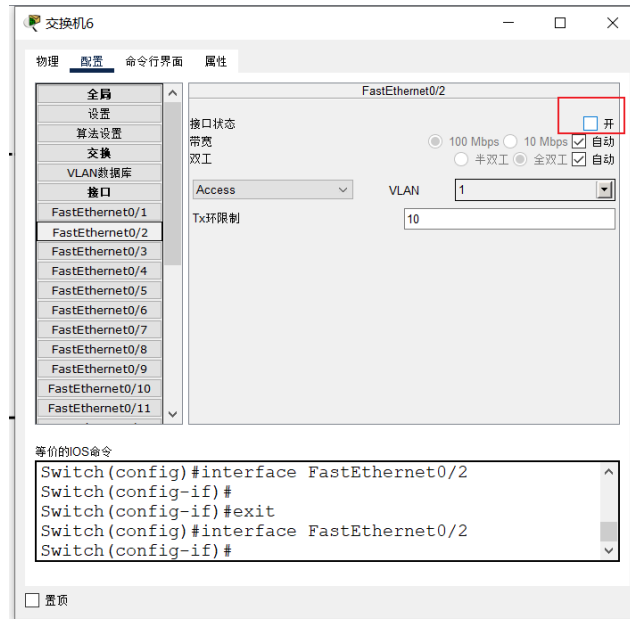 交换机6
物理 配置 命令行界面 属性
全局
设置
算法设置
交换
VLAN数据库
接口
FastEthernet0/1
FastEthernet0/2
FastEthernet0/3
FastEthernet0/4
FastEthernet0/5
FastEthernet0/6
FastEthernet0/7
FastEthernet0/8
FastEthernet0/9
FastEthernet0/10
FastEthernet0/11
FastEthernet0/2
接口状态 开
带宽 100 Mbps 10 Mbps 自动
双工 半双工 全双工 自动
Access VLAN 1
Tx环限制 10
等价的IOS命令
Switch(config)#interface FastEthernet0/2
Switch(config-if)#
Switch(config-if)#exit
Switch(config)#interface FastEthernet0/2
Switch(config-if)#
置顶